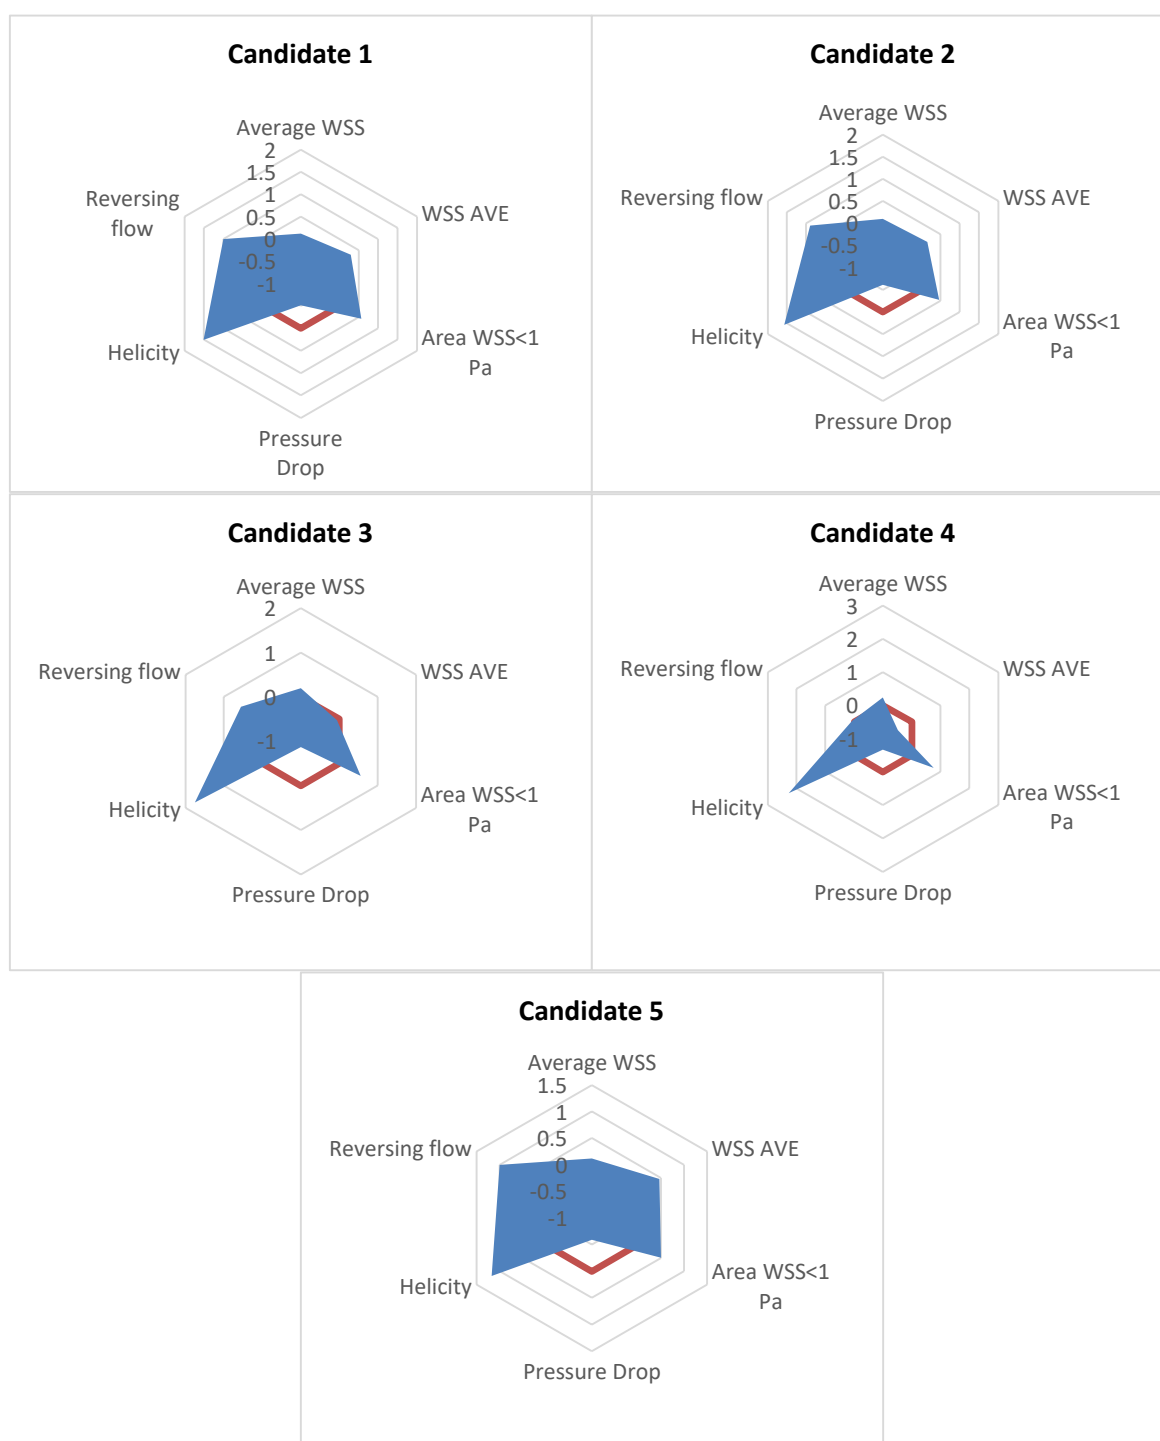 Candidate 1
Average WSS
2
1.5
1
0.5
0
-0.5
-1
WSS AVE
Area WSS<1
Pa
Pressure
Drop
Helicity
Reversing
flow
Candidate 2
Average WSS
2
1.5
1
0.5
0
-0.5
-1
WSS AVE
Area WSS<1
Pa
Pressure Drop
Helicity
Reversing flow
Candidate 3
Average WSS
2
1
0
-1
WSS AVE
Area WSS<1
Pa
Pressure Drop
Helicity
Reversing flow
Candidate 4
Average WSS
3
2
1
0
-1
WSS AVE
Area WSS<1
Pa
Pressure Drop
Helicity
Reversing flow
Candidate 5
Average WSS
1.5
1
0.5
0
-0.5
-1
WSS AVE
Area WSS<1
Pa
Pressure Drop
Helicity
Reversing flow